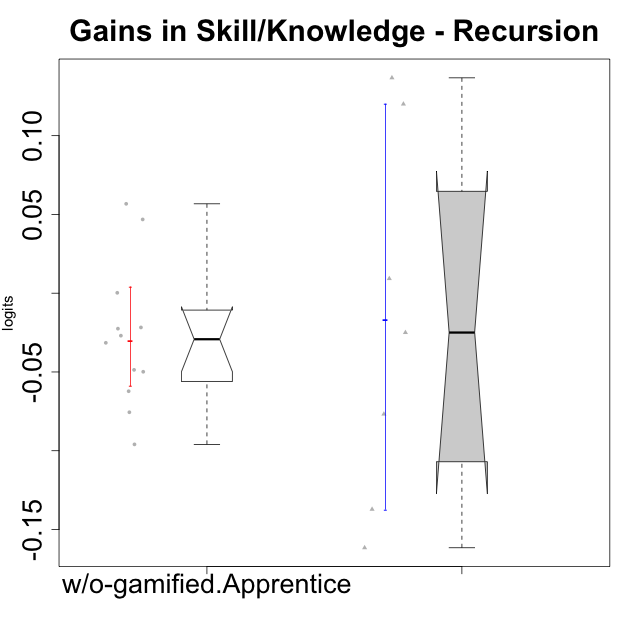 Gains in Skill/Knowledge - Recursion
0.10
0.05
-0.05
-0.15
logits
w/o-gamified.Apprentice